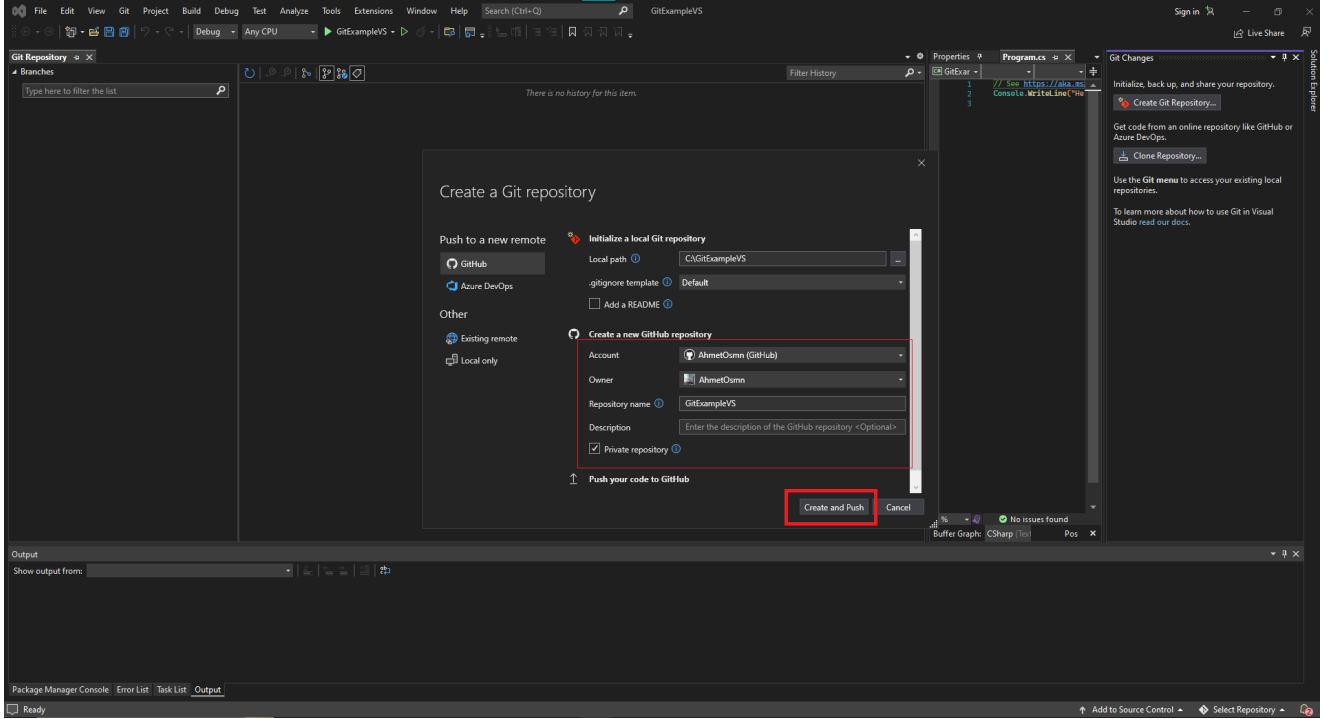 File Edit View Git Project Build Debug Test Analyze Tools Extensions Window Help Search (Ctrl+Q) GitExampleVS Sign in
Debug Any CPU GitExampleVS Live Share
Git Repository
Branches
Type here to filter the list
Filter History
There is no history for this item.
Properties Program.cs
GitExar
1 // See https://aka.ms
2 Console.WriteLine("He
3
Git Changes
Initialize, back up, and share your repository.
Create Git Repository...
Get code from an online repository like GitHub or
Azure DevOps.
Clone Repository...
Use the Git menu to access your existing local
repositories.
To learn more about how to use Git in Visual
Studio read our docs.
Solution Explorer
Create a Git repository
Push to a new remote
GitHub
Azure DevOps
Other
Existing remote
Local only
Initialize a local Git repository
Local path C:\GitExampleVS ...
.gitignore template Default
Add a README
Create a new GitHub repository
Account AhmetOsmn (GitHub)
Owner AhmetOsmn
Repository name GitExampleVS
Description Enter the description of the GitHub repository <Optional>
Private repository
Push your code to GitHub
Create and Push Cancel
% No issues found
Buffer Graph: CSharp (Text Pos
Output
Show output from:
Package Manager Console Error List Task List Output
Ready Add to Source Control Select Repository 2